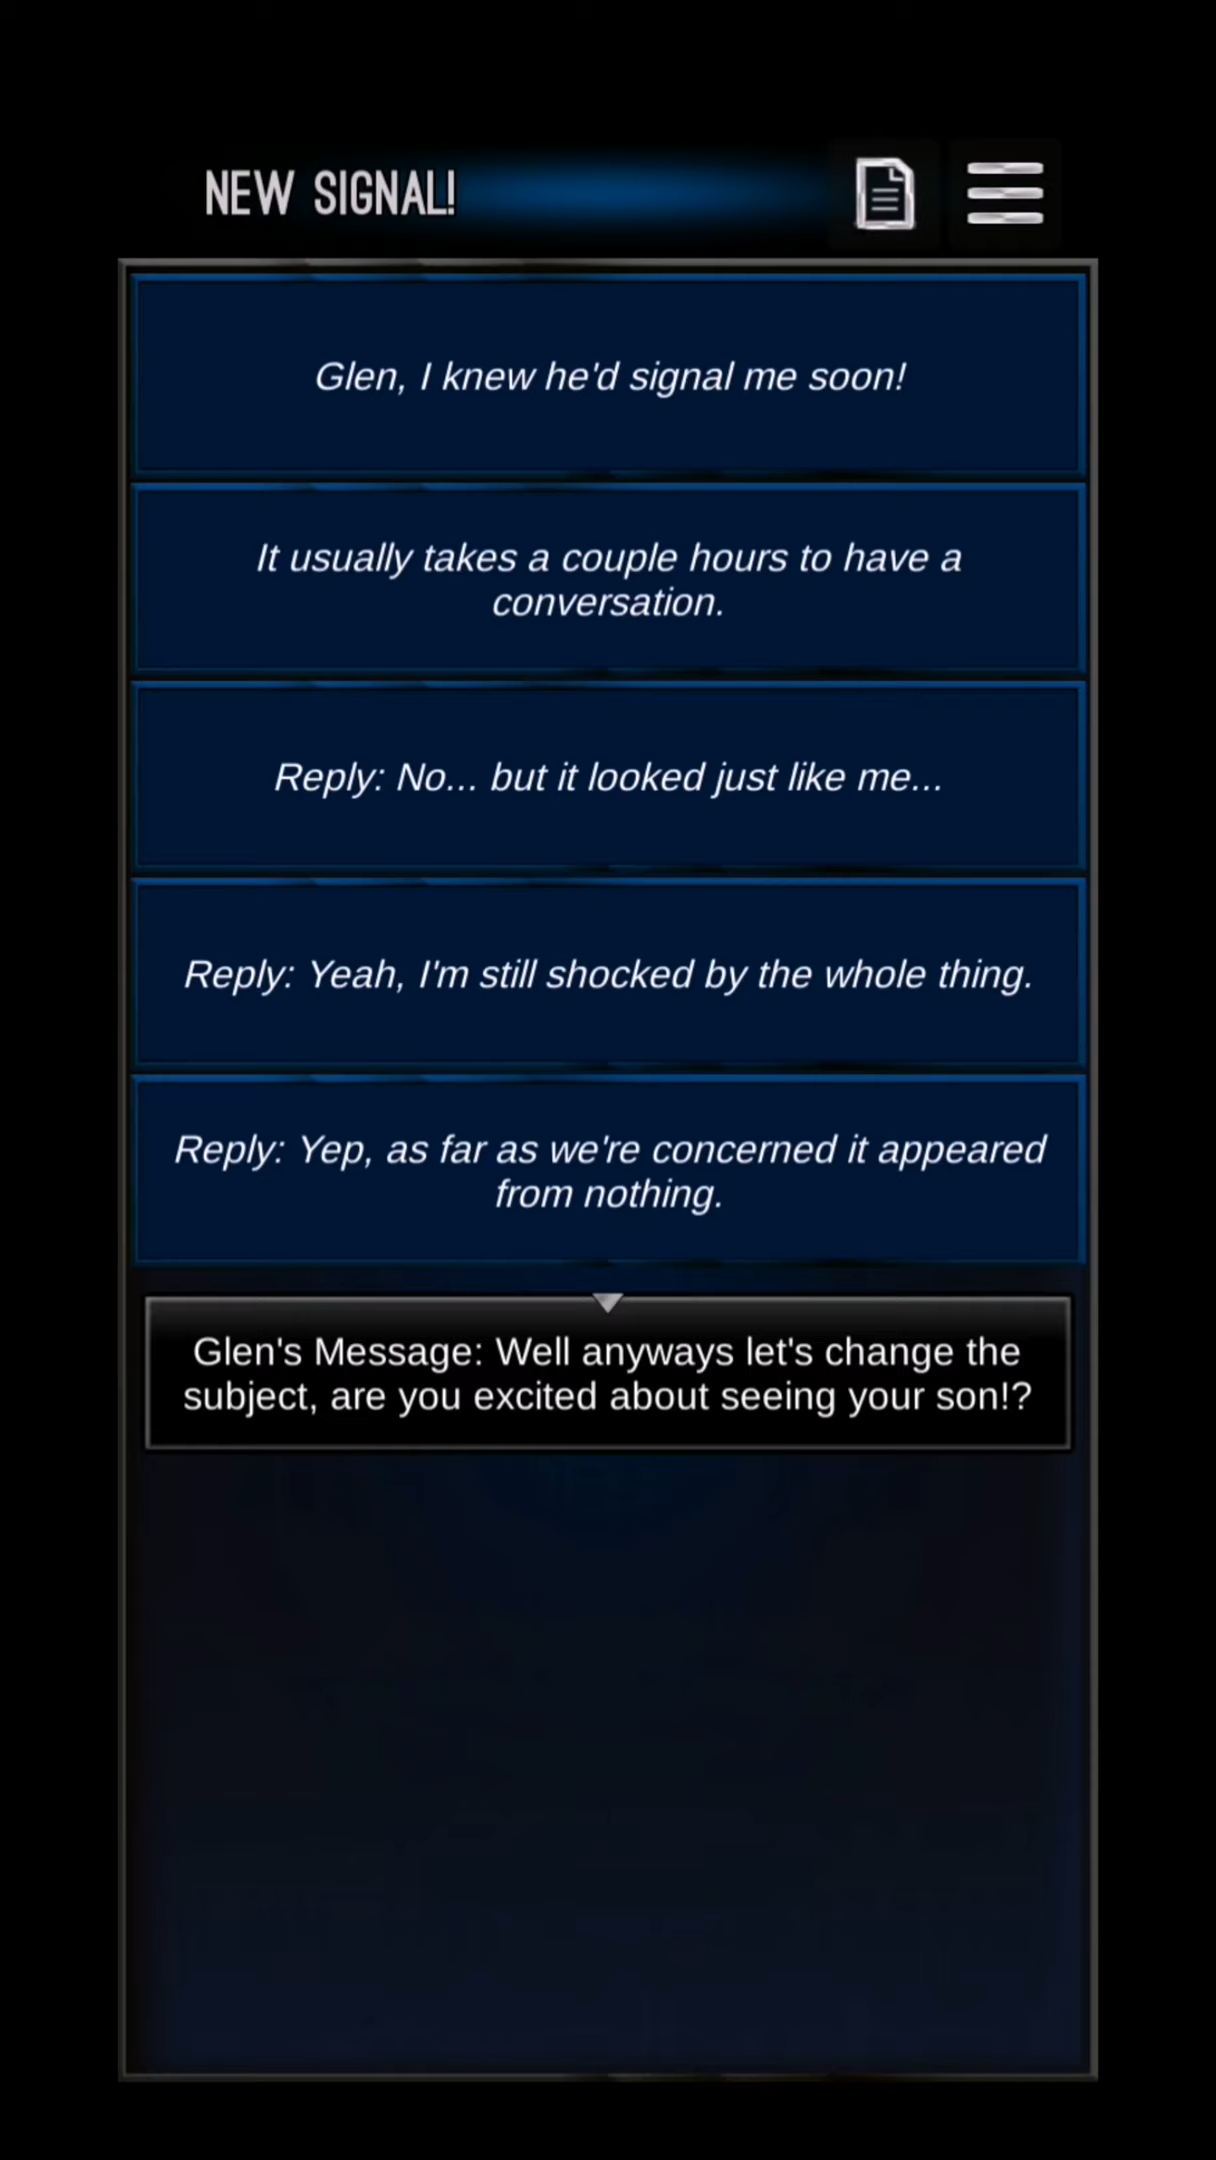 NEW SIGNAL!
Glen, I knew he'd signal me soon!
It usually takes a couple hours to have a
conversation.
Reply: No... but it looked just like me...
Reply: Yeah, I'm still shocked by the whole thing.
Reply: Yep, as far as we're concerned it appeared
from nothing.
Glen's Message: Well anyways let's change the
subject, are you excited about seeing your son!?